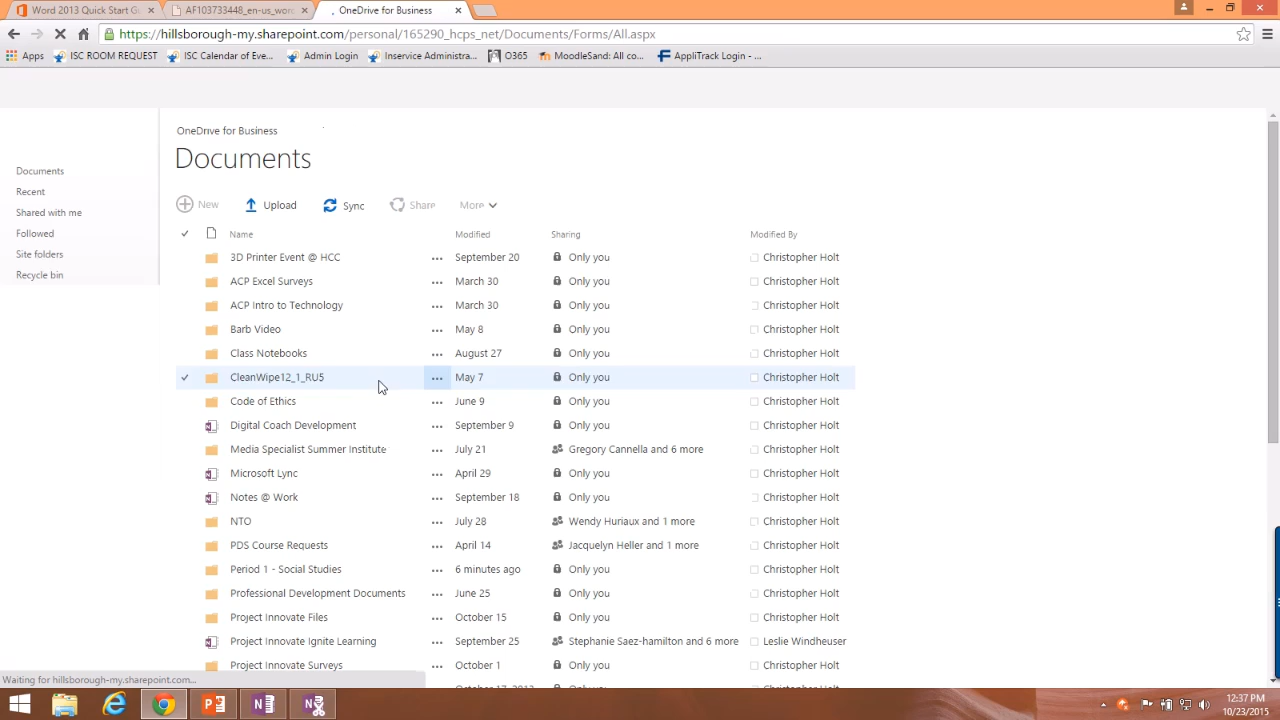 Word 2013 Quick Start G
AF103733448_en-us_wor
OneDrive for Business
https://hillsborough-my.sharepoint.com/personal/165290_hcps_net/Documents/Forms/All.aspx
Apps ISC ROOM REQUEST ISC Calendar of Eve... Admin Login Inservice Administra... O365 MoodleSand: All co... AppliTrack Login - ...
OneDrive for Business
Documents
Documents
Recent
Shared with me
Followed
Site folders
Recycle bin
New Upload Sync Share More
Name Modified Sharing Modified By
3D Printer Event @ HCC ... September 20 Only you Christopher Holt
ACP Excel Surveys ... March 30 Only you Christopher Holt
ACP Intro to Technology ... March 30 Only you Christopher Holt
Barb Video ... May 8 Only you Christopher Holt
Class Notebooks ... August 27 Only you Christopher Holt
CleanWipe12_1_RU5 ... May 7 Only you Christopher Holt
Code of Ethics ... June 9 Only you Christopher Holt
Digital Coach Development ... September 9 Only you Christopher Holt
Media Specialist Summer Institute ... July 21 Gregory Cannella and 6 more Christopher Holt
Microsoft Lync ... April 29 Only you Christopher Holt
Notes @ Work ... September 18 Only you Christopher Holt
NTO ... July 28 Wendy Huriaux and 1 more Christopher Holt
PDS Course Requests ... April 14 Jacquelyn Heller and 1 more Christopher Holt
Period 1 - Social Studies ... 6 minutes ago Only you Christopher Holt
Professional Development Documents ... June 25 Only you Christopher Holt
Project Innovate Files ... October 15 Only you Christopher Holt
Project Innovate Ignite Learning ... September 25 Stephanie Saez-hamilton and 6 more Leslie Windheuser
Project Innovate Surveys ... October 1 Only you Christopher Holt
Waiting for hillsborough-my.sharepoint.com...
12:37 PM
10/23/2015